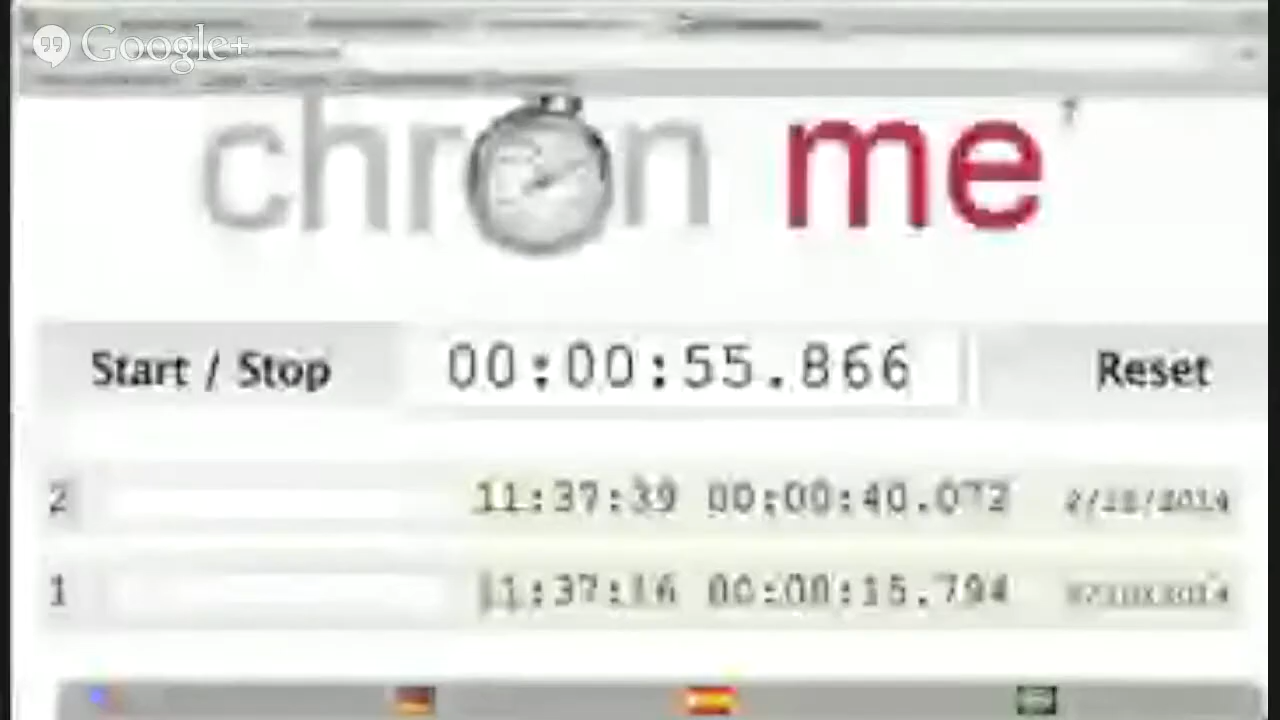 Google+
chron me
Start / Stop 00:00:55.866 Reset
2 11:37:39 00:00:40.072
1 11:37:16 00:00:15.794